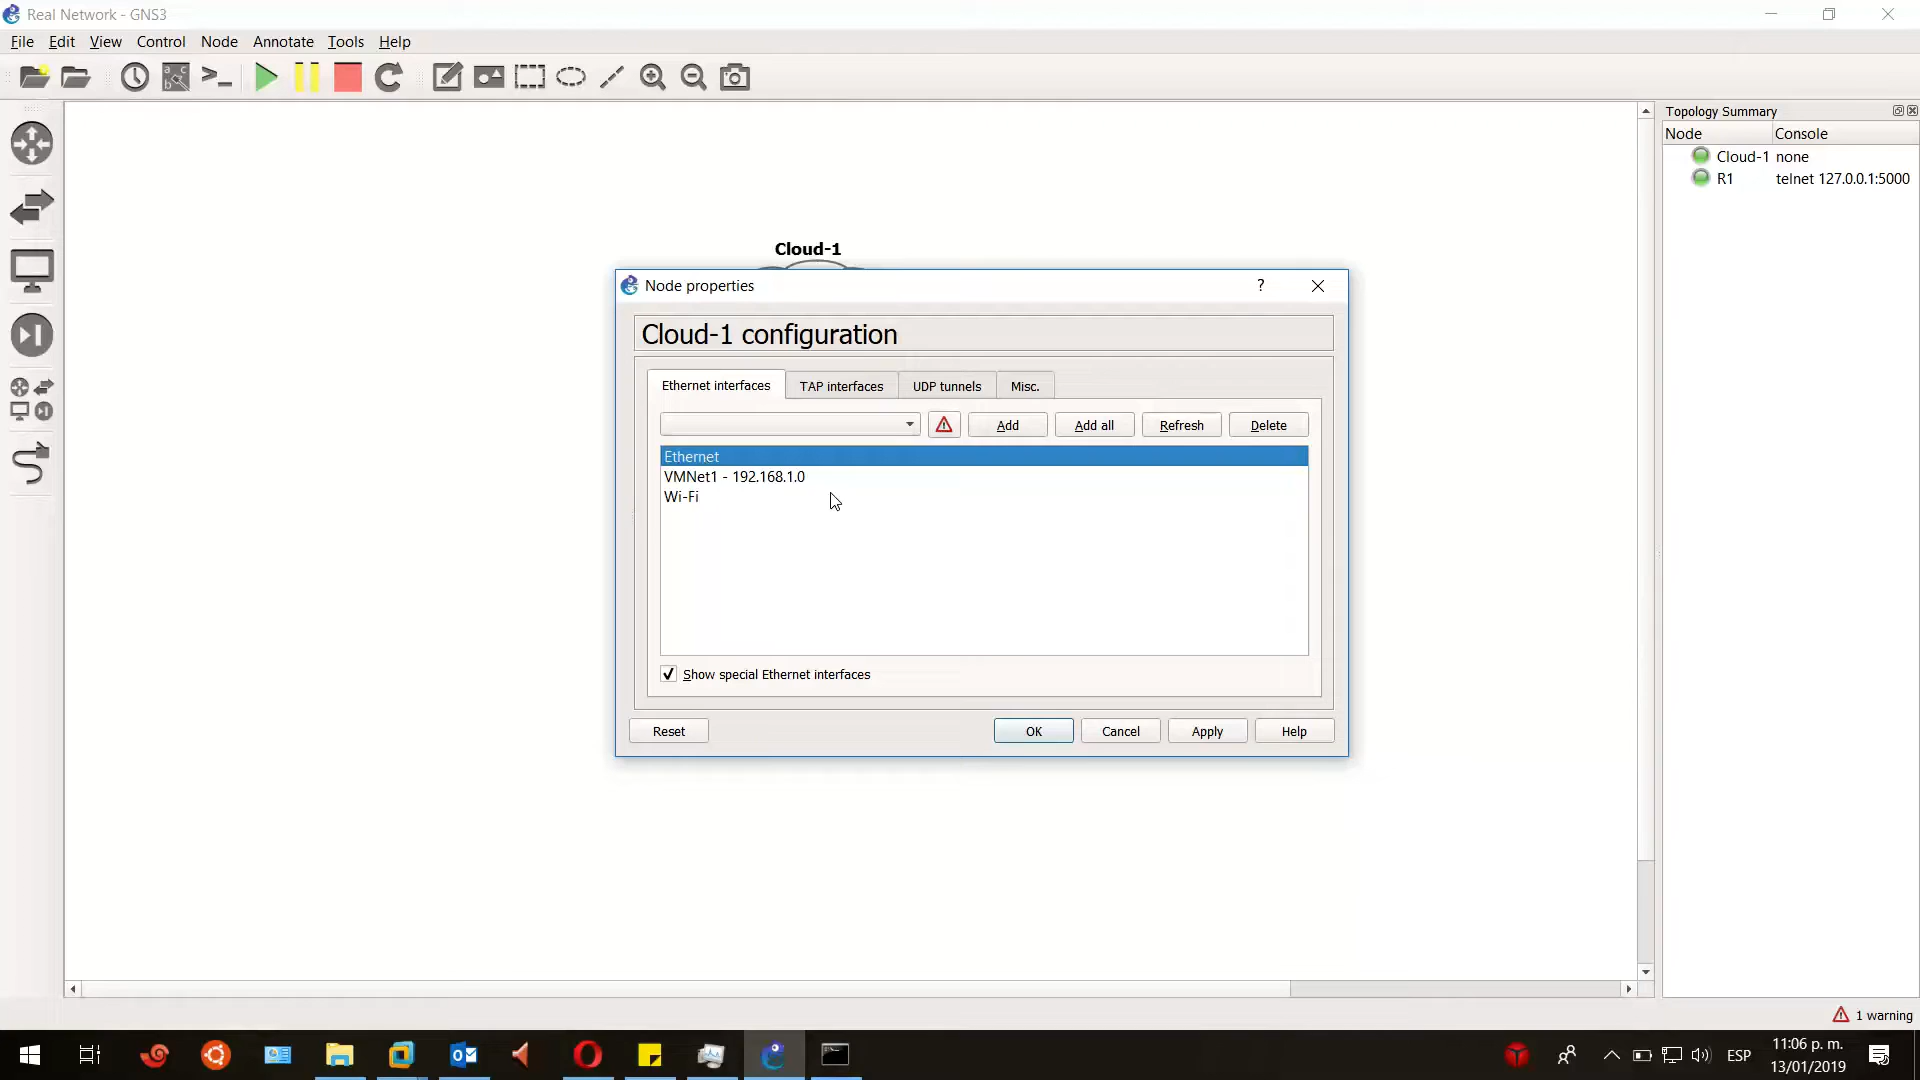 Real Network - GNS3
File Edit View Control Node Annotate Tools Help
Topology Summary
Node Console
Cloud-1 none
R1 telnet 127.0.0.1:5000
Cloud-1
Node properties
?
Cloud-1 configuration
Ethernet interfaces TAP interfaces UDP tunnels Misc.
Add Add all Refresh Delete
Ethernet
VMNet1 - 192.168.1.0
Wi-Fi
Show special Ethernet interfaces
Reset OK Cancel Apply Help
1 warning
ESP
11:06 p. m.
13/01/2019